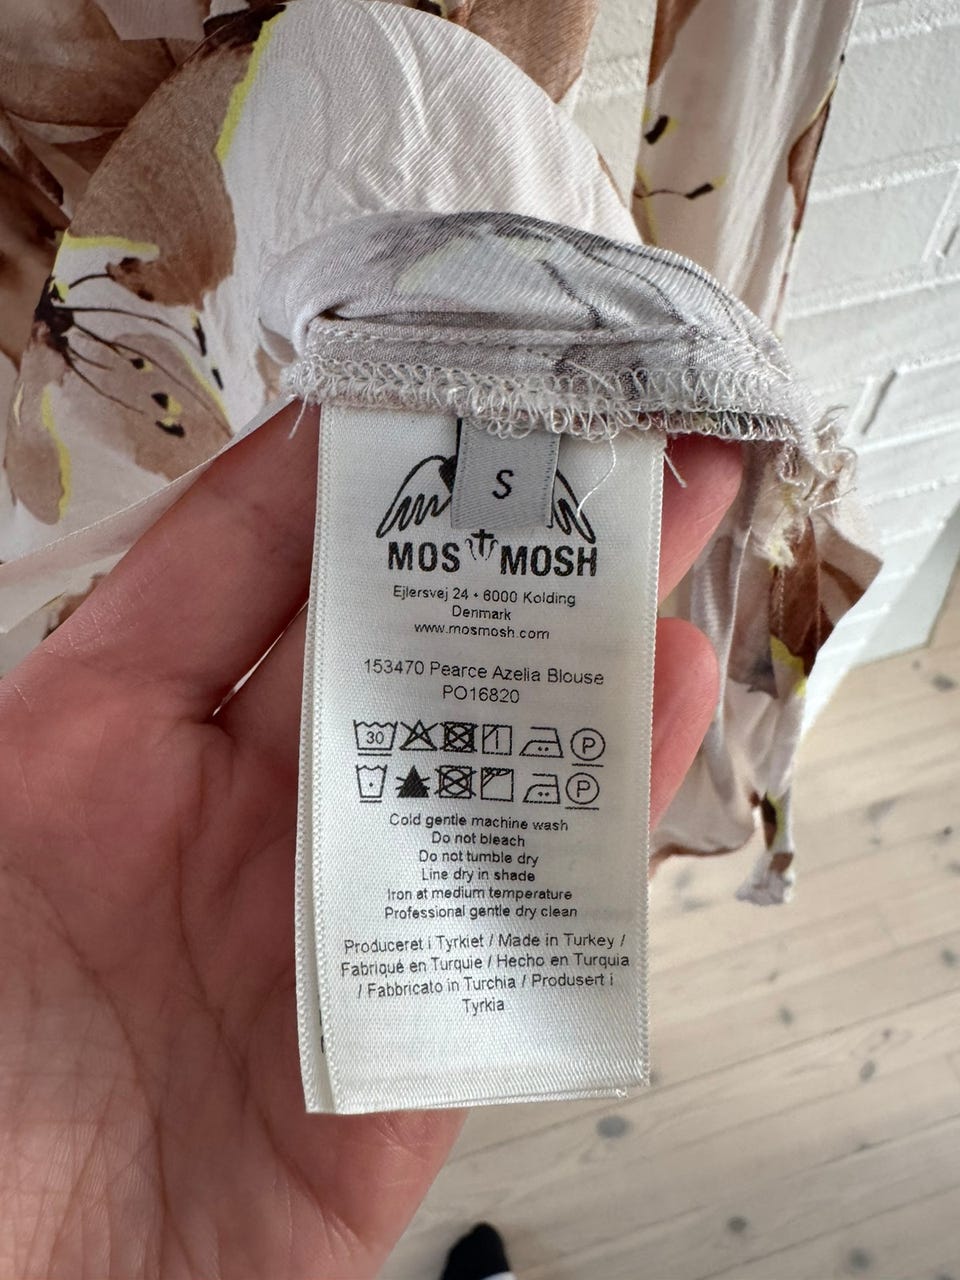 S
MOS MOSH
Ejlersvej 24 • 6000 Kolding
Denmark
www.mosmosh.com
153470 Pearce Azelia Blouse
PO16820
30 P
P
Cold gentle machine wash
Do not bleach
Do not tumble dry
Line dry in shade
Iron at medium temperature
Professional gentle dry clean
Produceret i Tyrkiet / Made in Turkey /
Fabriqué en Turquie / Hecho en Turquia
/ Fabbricato in Turchia / Produsert i
Tyrkia